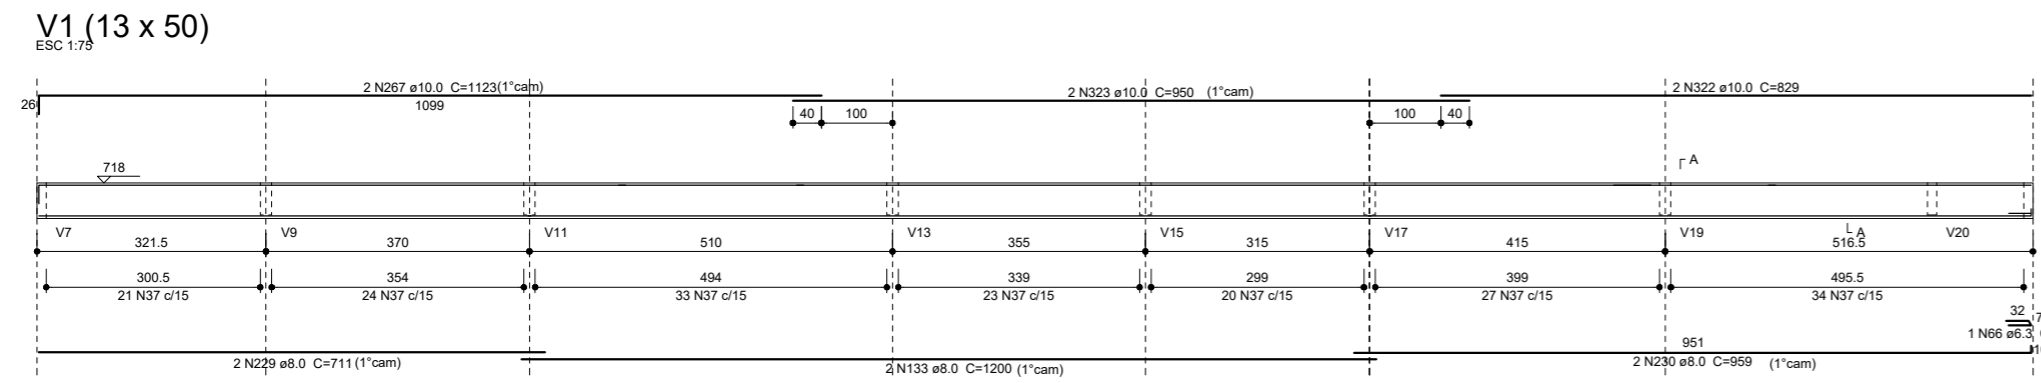 V1 (13 x 50)
ESC 1:75
2 N267 ø10.0 C=1123(1°cam)
2 N323 ø10.0 C=950 (1°cam)
2 N322 ø10.0 C=829
26
1099
40 100
100 40
718
A
V7 V9 V11 V13 V15 V17 V19 A V20
321.5 370 510 355 315 415 516.5
300.5 354 494 339 299 399 495.5
21 N37 c/15 24 N37 c/15 33 N37 c/15 23 N37 c/15 20 N37 c/15 27 N37 c/15 34 N37 c/15
32 7
1 N66 ø6.3
951
2 N229 ø8.0 C=711 (1°cam)
2 N133 ø8.0 C=1200 (1°cam)
2 N230 ø8.0 C=959 (1°cam)